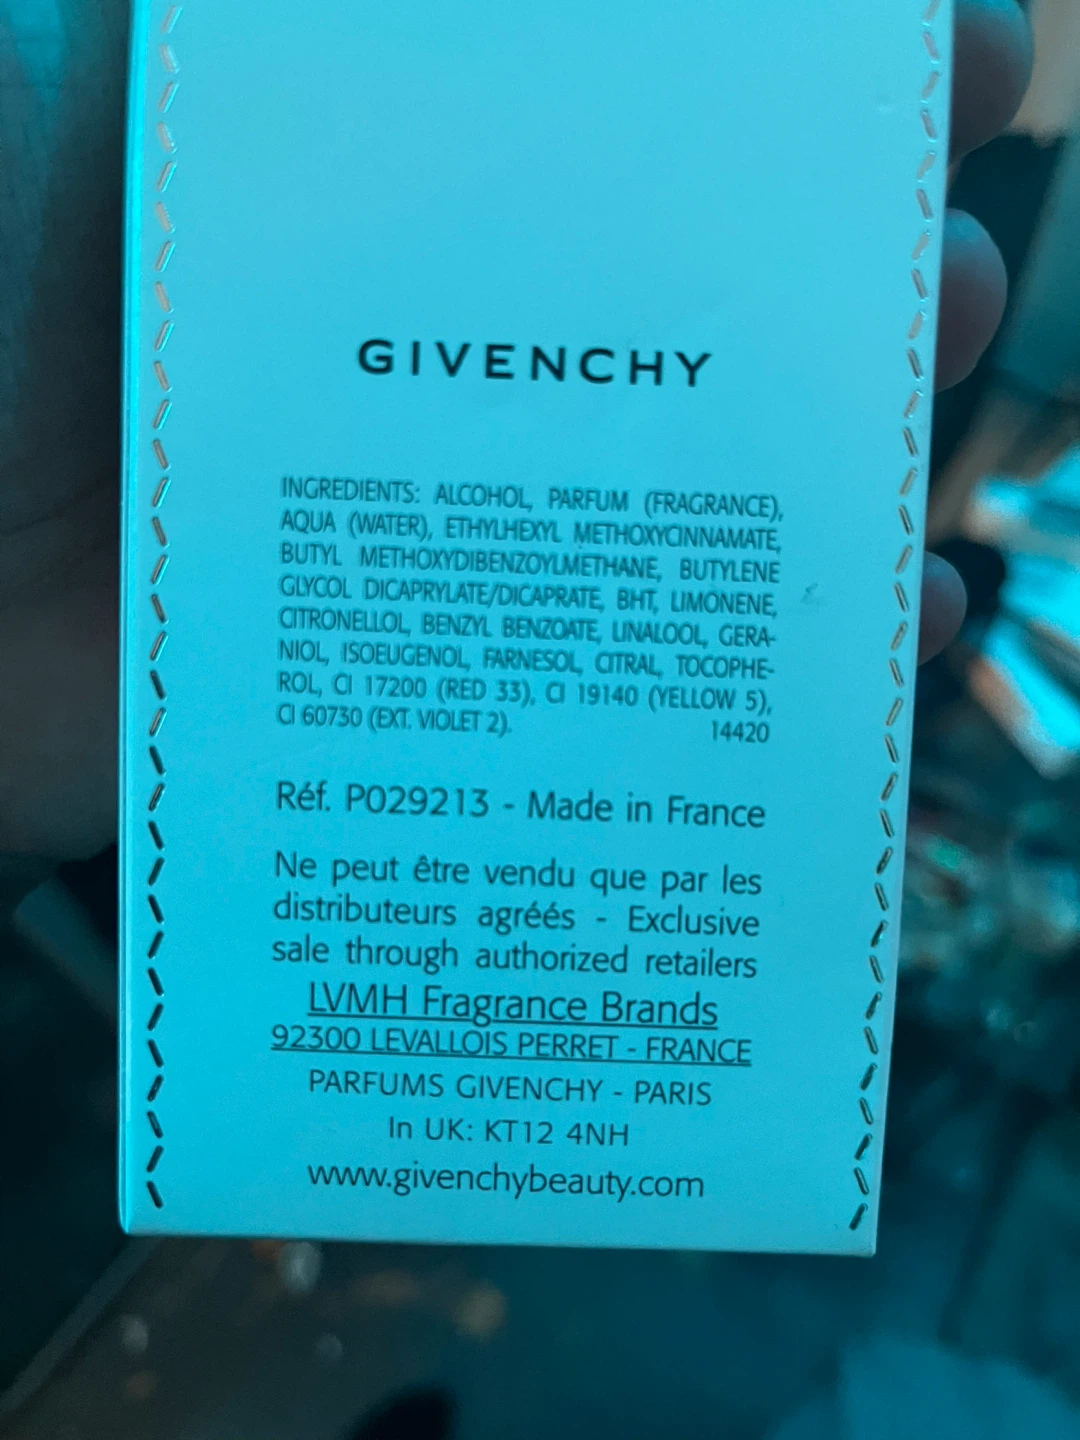 GIVENCHY
INGREDIENTS: ALCOHOL, PARFUM (FRAGRANCE),
AQUA (WATER), ETHYLHEXYL METHOXYCINNAMATE,
BUTYL METHOXYDIBENZOYLMETHANE, BUTYLENE
GLYCOL DICAPRYLATE/DICAPRATE, BHT, LIMONENE,
CITRONELLOL, BENZYL BENZOATE, LINALOOL, GERA-
NIOL, ISOEUGENOL, FARNESOL, CITRAL, TOCOPHE-
ROL, CI 17200 (RED 33), CI 19140 (YELLOW 5),
CI 60730 (EXT. VIOLET 2). 14420
Réf. P029213 - Made in France
Ne peut être vendu que par les
distributeurs agréés - Exclusive
sale through authorized retailers
LVMH Fragrance Brands
92300 LEVALLOIS PERRET - FRANCE
PARFUMS GIVENCHY - PARIS
In UK: KT12 4NH
www.givenchybeauty.com